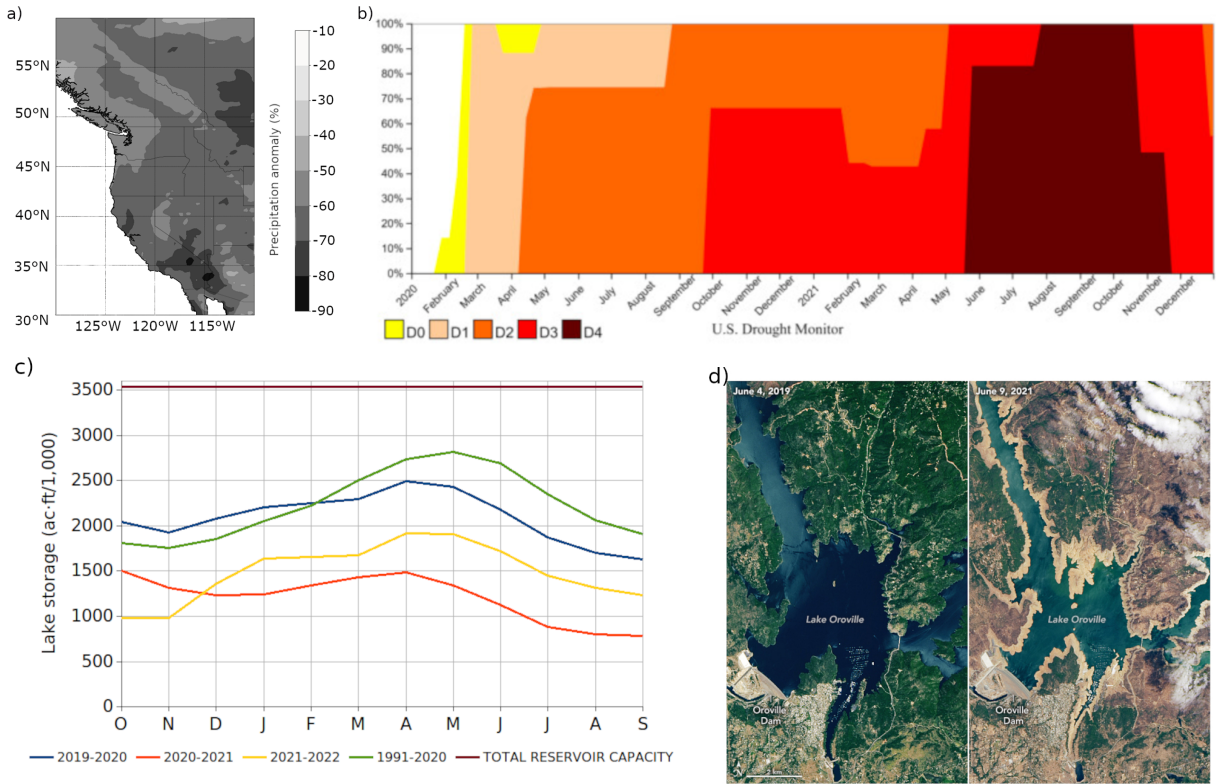 a)
55°N
50°N
45°N
40°N
35°N
30°N
125°W 120°W 115°W
-10
-20
-30
-40
-50
-60
-70
-80
-90
Precipitation anomaly (%)
b)
100%
90%
80%
70%
60%
50%
40%
30%
20%
10%
0%
2020 February March April May June July August September October November December 2021 February March April May June July August September October November December
D0 D1 D2 D3 D4
U.S. Drought Monitor
c)
Lake storage (ac·ft/1,000)
3500
3000
2500
2000
1500
1000
500
0
O N D J F M A M J J A S
2019-2020 2020-2021 2021-2022 1991-2020 TOTAL RESERVOIR CAPACITY
d)
June 4, 2019
Lake Oroville
Oroville
Dam
N
2 km
June 9, 2021
Lake Oroville
Oroville
Dam